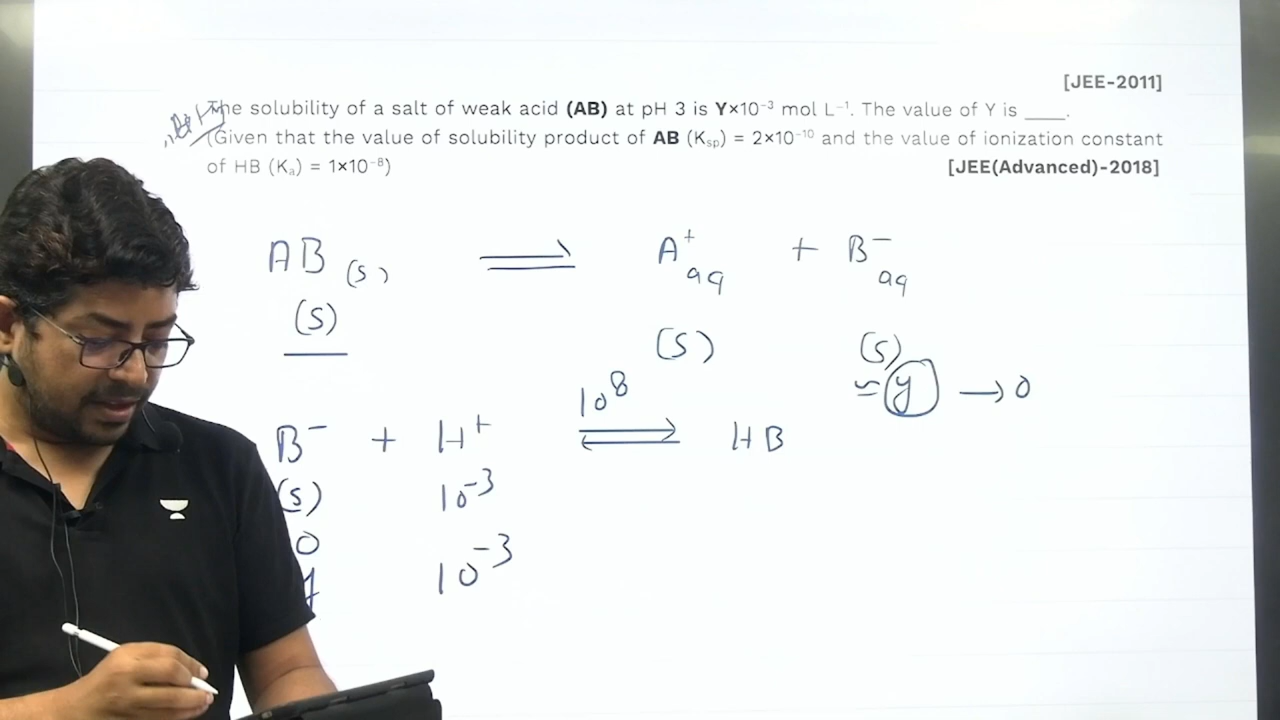 [JEE-2011]
The solubility of a salt of weak acid (AB) at pH 3 is Y×10⁻³ mol L⁻¹. The value of Y is ____.
(Given that the value of solubility product of AB (Kₛₚ) = 2×10⁻¹⁰ and the value of ionization constant
of HB (Kₐ) = 1×10⁻⁸)
[JEE(Advanced)-2018]
AB (s) ⇌ A⁺ aq + B⁻ aq
(s) (s) (s)
≃ y → 0
10⁸
B⁻ + H⁺ ⇌ HB
(s) 10⁻³
0
y 10⁻³